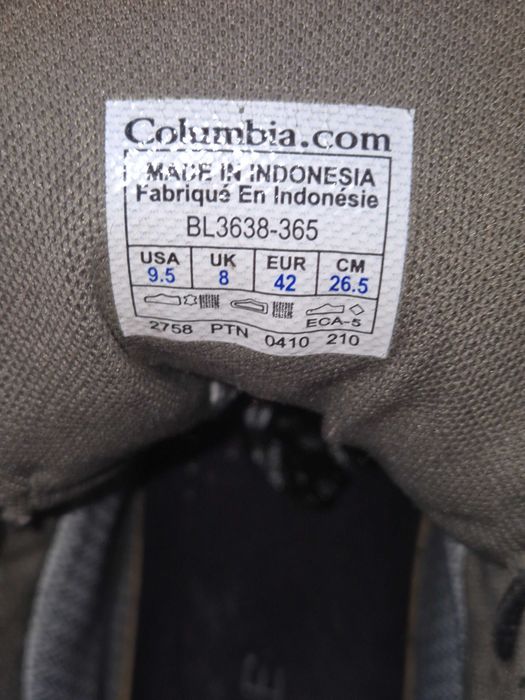 Columbia.com
MADE IN INDONESIA
Fabriqué En Indonésie
BL3638-365
USA UK EUR CM
9.5 8 42 26.5
ECA-5
2758 PTN 0410 210